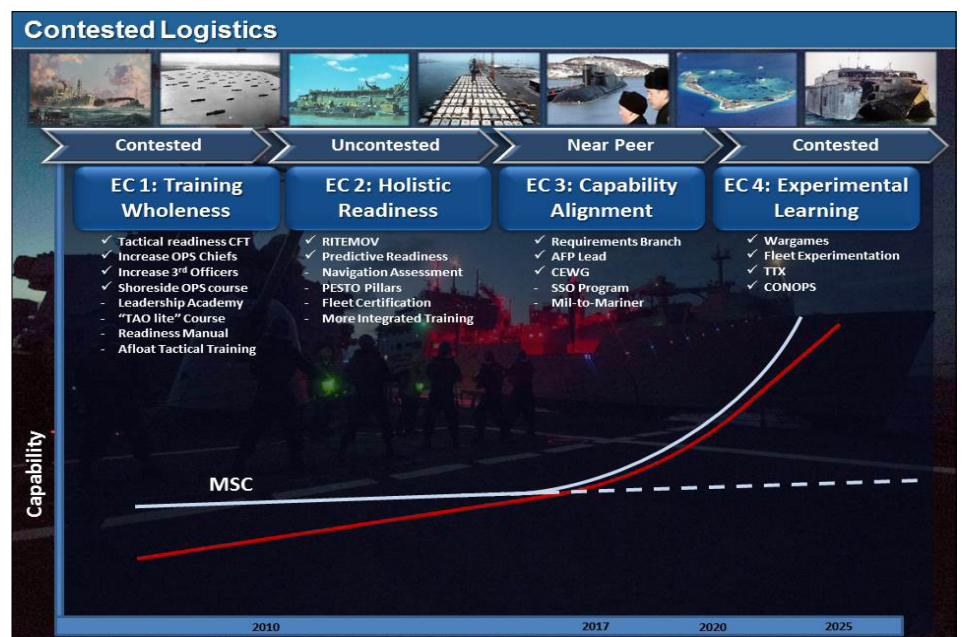 Contested Logistics
Contested
Uncontested
Near Peer
Contested
EC 1: Training
Wholeness
✓ Tactical readiness CFT
✓ Increase OPS Chiefs
✓ Increase 3rd Officers
✓ Shoreside OPS course
- Leadership Academy
- “TAO lite” Course
- Readiness Manual
- Afloat Tactical Training
EC 2: Holistic
Readiness
✓ RITEMOV
✓ Predictive Readiness
- Navigation Assessment
- PESTO Pillars
- Fleet Certification
- More Integrated Training
EC 3: Capability
Alignment
✓ Requirements Branch
✓ AFP Lead
✓ CEWG
- SSO Program
- Mil-to-Mariner
EC 4: Experimental
Learning
✓ Wargames
✓ Fleet Experimentation
✓ TTX
✓ CONOPS
Capability
MSC
2010
2017
2020
2025